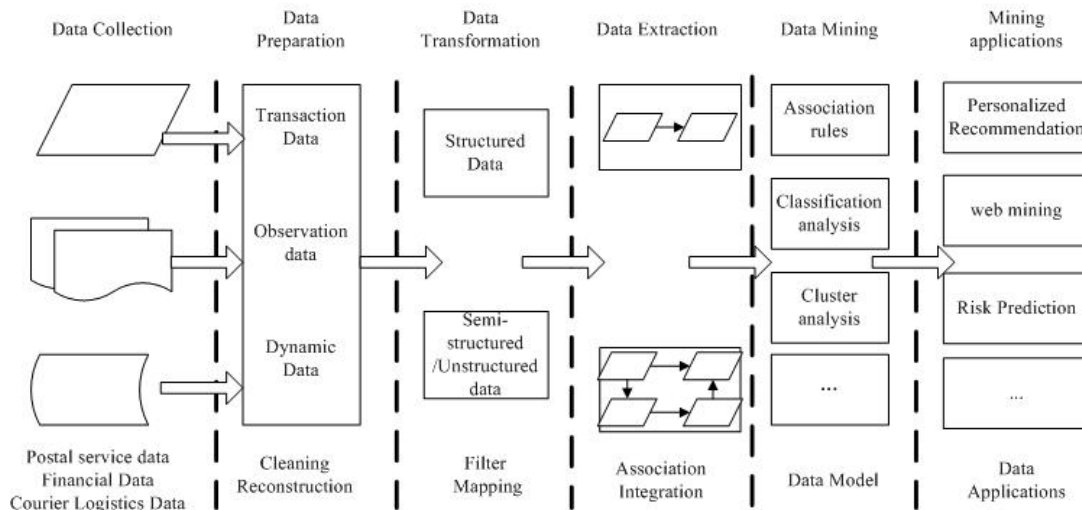 Data Collection
Data
Preparation
Data
Transformation
Data Extraction
Data Mining
Mining
applications
Transaction
Data
Observation
data
Dynamic
Data
Structured
Data
Semi-
structured
/Unstructured
data
Association
rules
Classification
analysis
Cluster
analysis
...
Personalized
Recommendation
web mining
Risk Prediction
...
Postal service data
Financial Data
Courier Logistics Data
Cleaning
Reconstruction
Filter
Mapping
Association
Integration
Data Model
Data
Applications